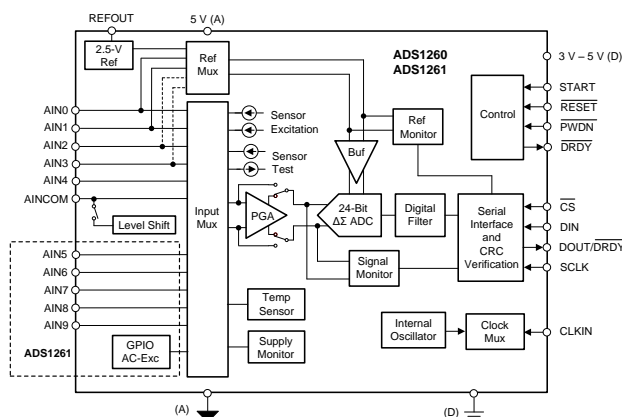 REFOUT
5 V (A)
2.5-V
Ref
Ref
Mux
ADS1260
ADS1261
3 V – 5 V (D)
Control
START
RESET
PWDN
DRDY
AIN0
AIN1
AIN2
AIN3
AIN4
AINCOM
Level Shift
Input
Mux
Sensor
Excitation
Sensor
Test
Ref
Monitor
Buf
PGA
24-Bit
ΔΣ ADC
Digital
Filter
Serial
Interface
and
CRC
Verification
CS
DIN
DOUT/DRDY
SCLK
Signal
Monitor
AIN5
AIN6
AIN7
AIN8
AIN9
ADS1261
GPIO
AC-Exc
Temp
Sensor
Supply
Monitor
Internal
Oscillator
Clock
Mux
CLKIN
(A)
(D)